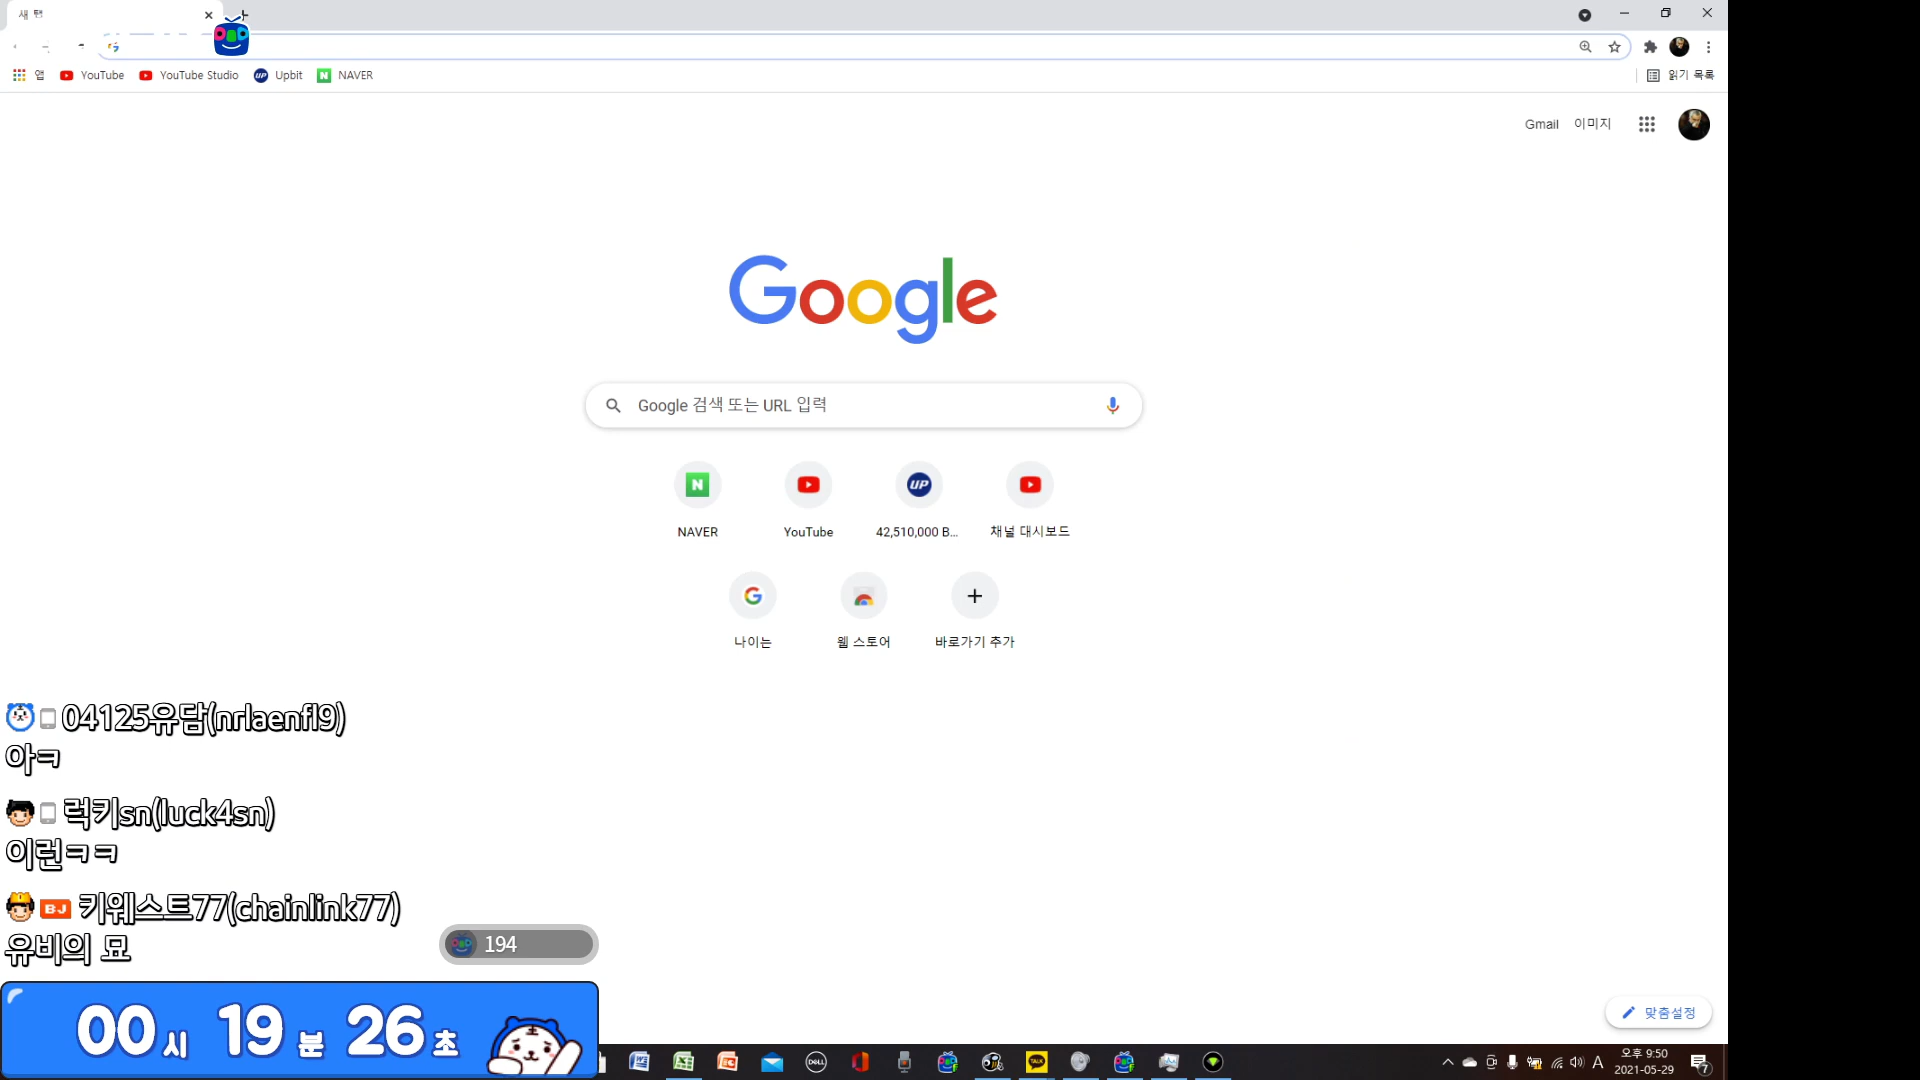 새 탭
앱 YouTube YouTube Studio Upbit NAVER 읽기 목록
Gmail 이미지
Google
Google 검색 또는 URL 입력
NAVER YouTube 42,510,000 B... 채널 대시보드
나이는 웹 스토어 바로가기 추가
04125유담(nrlaenfl9)
아ㅋ
럭키sn(luck4sn)
이런ㅋㅋ
BJ 키웨스트77(chainlink77)
유비의 묘
194
맞춤설정
00시 19분 26초
DELL TALK A 오후 9:50
2021-05-29
7